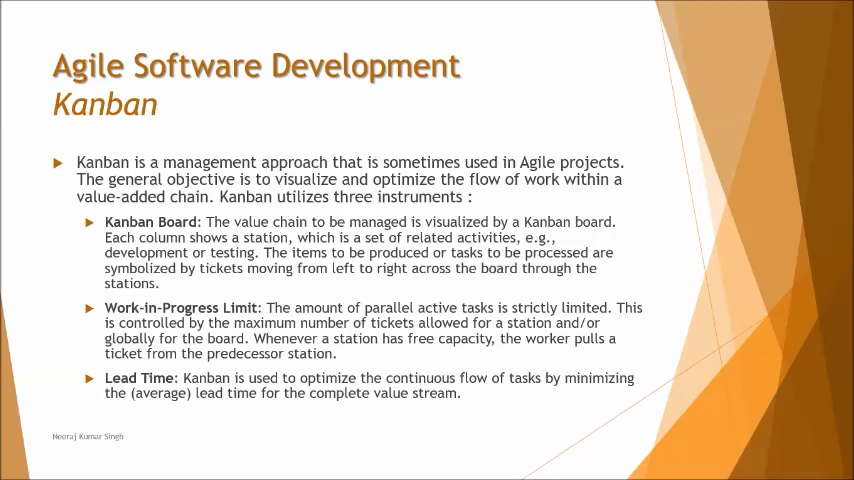 Agile Software Development
Kanban
Kanban is a management approach that is sometimes used in Agile projects.
The general objective is to visualize and optimize the flow of work within a
value-added chain. Kanban utilizes three instruments :
Kanban Board: The value chain to be managed is visualized by a Kanban board.
Each column shows a station, which is a set of related activities, e.g.,
development or testing. The items to be produced or tasks to be processed are
symbolized by tickets moving from left to right across the board through the
stations.
Work-in-Progress Limit: The amount of parallel active tasks is strictly limited. This
is controlled by the maximum number of tickets allowed for a station and/or
globally for the board. Whenever a station has free capacity, the worker pulls a
ticket from the predecessor station.
Lead Time: Kanban is used to optimize the continuous flow of tasks by minimizing
the (average) lead time for the complete value stream.
Neeraj Kumar Singh